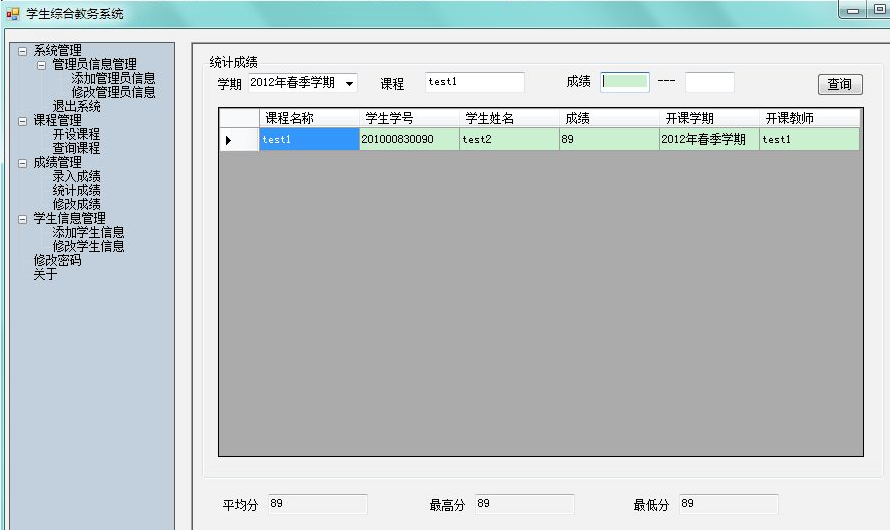 学生综合教务系统
系统管理
管理员信息管理
添加管理员信息
修改管理员信息
退出系统
课程管理
开设课程
查询课程
成绩管理
录入成绩
统计成绩
修改成绩
学生信息管理
添加学生信息
修改学生信息
修改密码
关于
统计成绩
学期 2012年春季学期 课程 test1 成绩 --- 查询
课程名称 学生学号 学生姓名 成绩 开课学期 开课教师
test1 201000830090 test2 89 2012年春季学期 test1
平均分 89 最高分 89 最低分 89